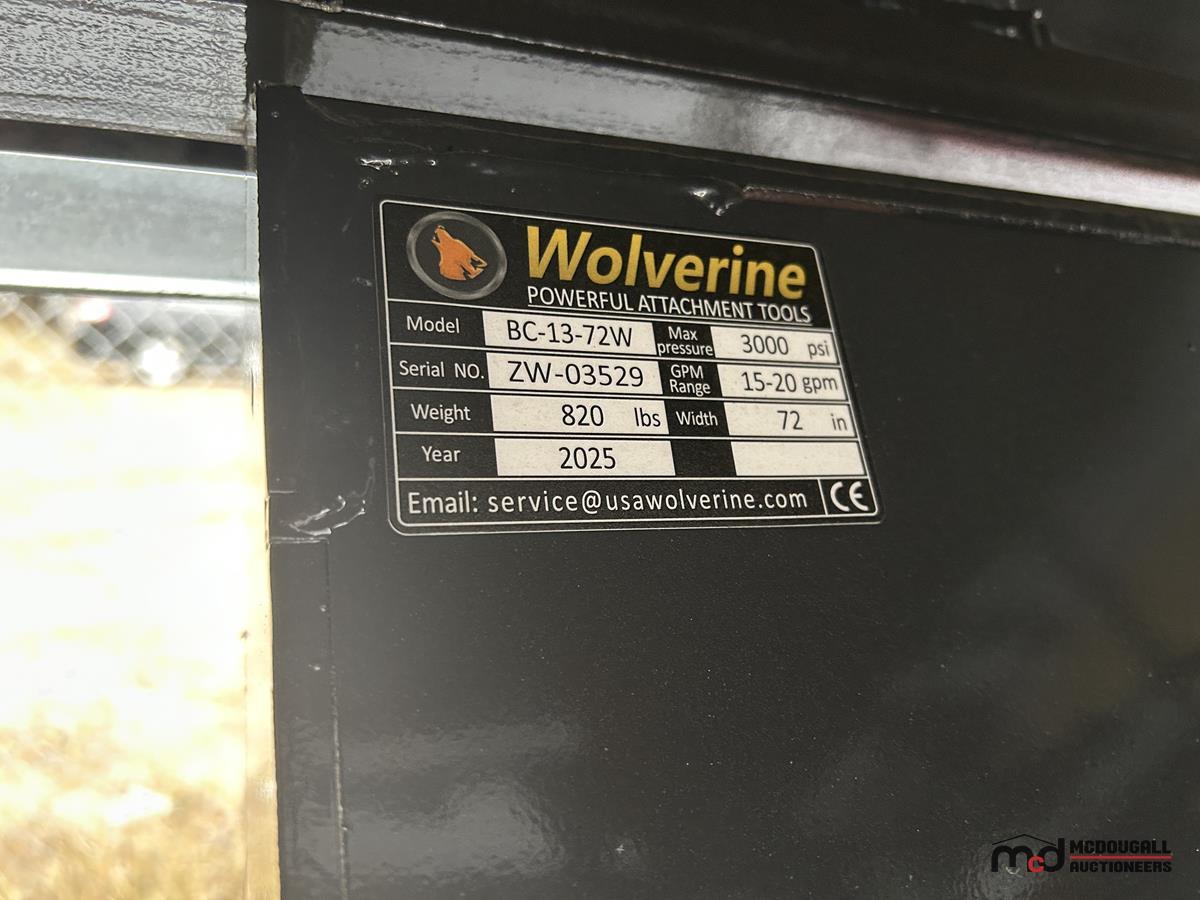 Wolverine
POWERFUL ATTACHMENT TOOLS
Model BC-13-72W Max pressure 3000 psi
Serial NO. ZW-03529 GPM Range 15-20 gpm
Weight 820 lbs Width 72 in
Year 2025
Email: service@usawolverine.com CE
mcd MCDOUGALL
AUCTIONEERS